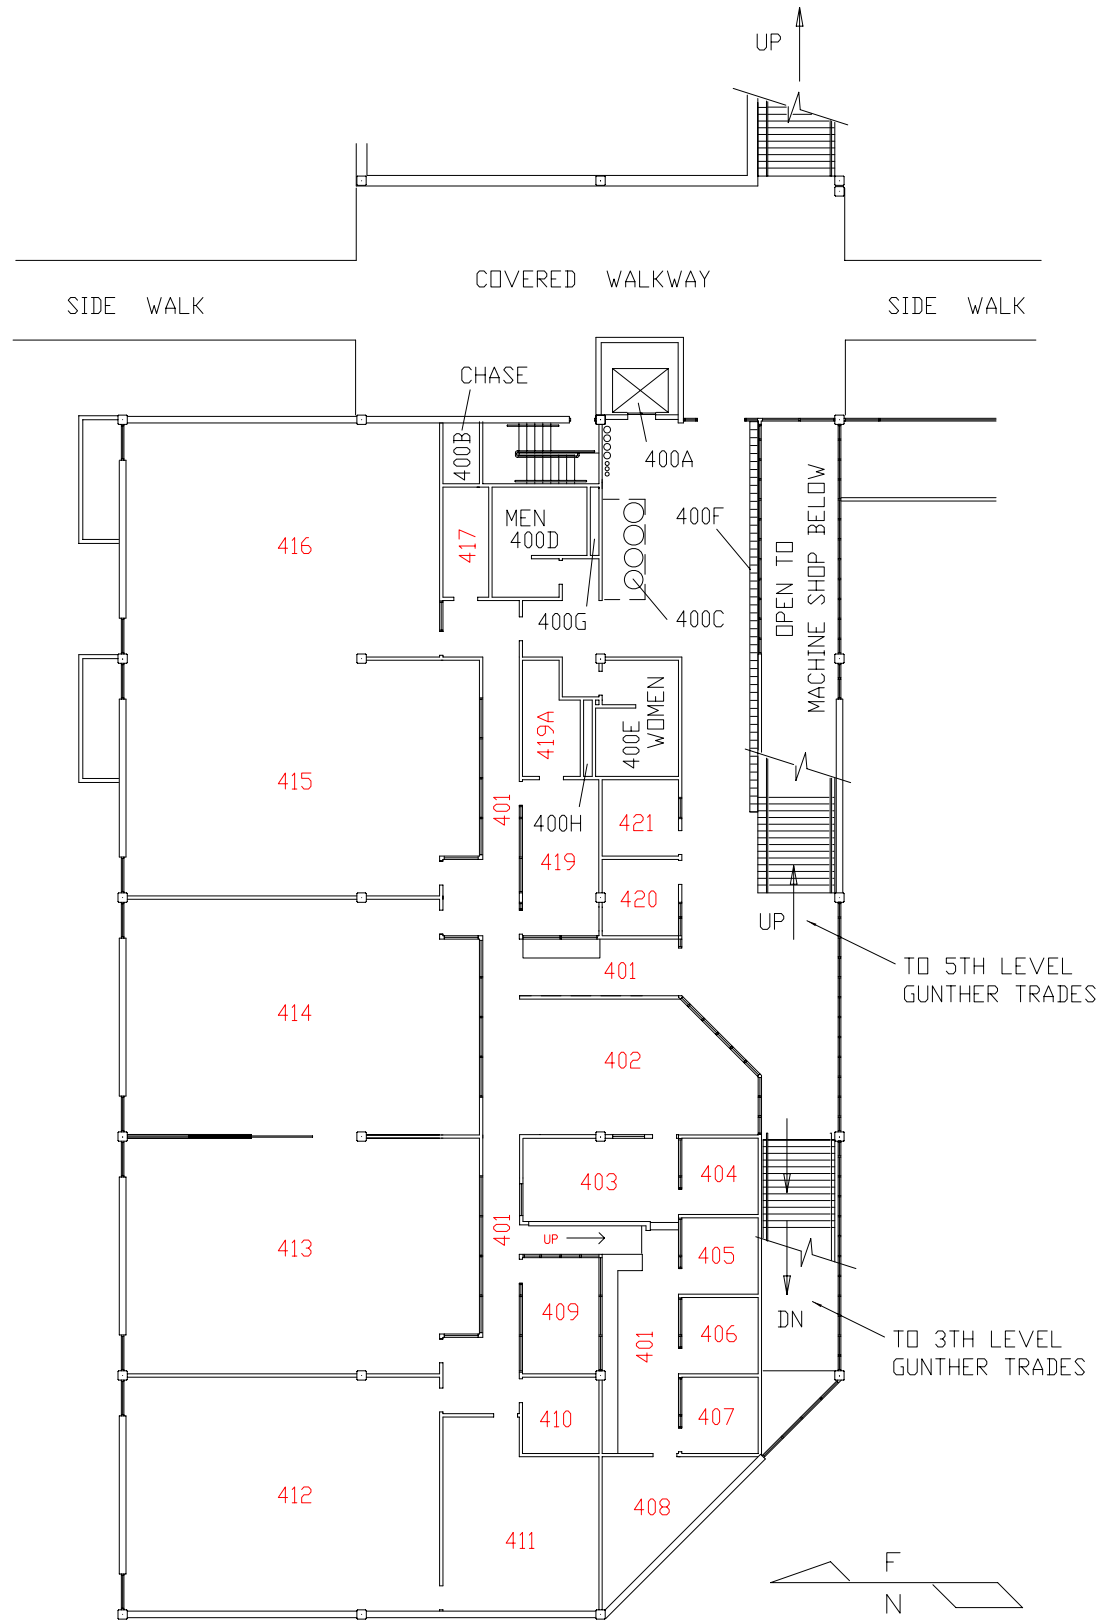 UP
COVERED WALKWAY
SIDE WALK
SIDE WALK
CHASE
400B
400A
MEN
400D
417
416
400F
400G
400C
OPEN TO
MACHINE SHOP BELOW
419A
400E
WOMEN
415
401
400H
421
419
420
UP
401
TO 5TH LEVEL
GUNTHER TRADES
414
402
403
404
401
UP
413
405
409
406
401
DN
TO 3TH LEVEL
GUNTHER TRADES
410
407
412
408
411
F
N